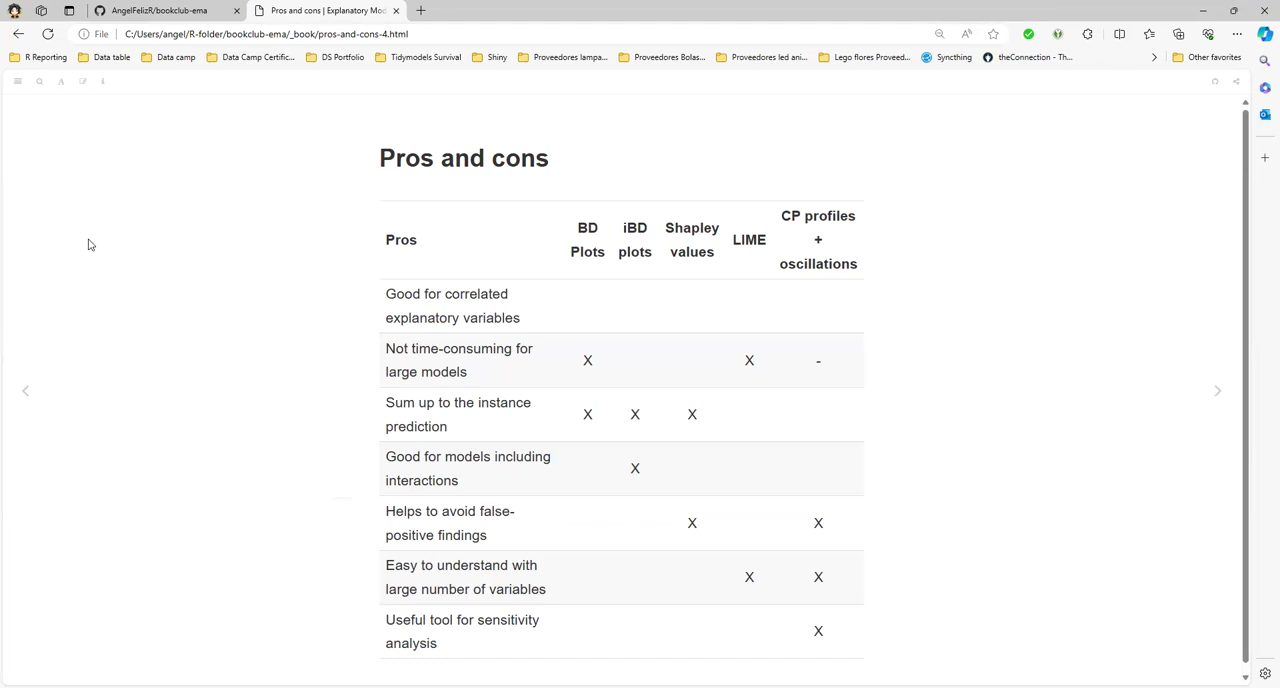 AngelFelizR/bookclub-ema
Pros and cons | Explanatory Mod
File
C:/Users/angel/R-folder/bookclub-ema/_book/pros-and-cons-4.html
R Reporting
Data table
Data camp
Data Camp Certific...
DS Portfolio
Tidymodels Survival
Shiny
Proveedores lampa...
Proveedores Bolas...
Proveedores led ani...
Lego flores Proveed...
Syncthing
theConnection - Th...
Other favorites
Pros and cons
Pros
BD
Plots
iBD
plots
Shapley
values
LIME
CP profiles
+
oscillations
Good for correlated
explanatory variables
Not time-consuming for
large models
X X -
Sum up to the instance
prediction
X X X
Good for models including
interactions
X
Helps to avoid false-
positive findings
X X
Easy to understand with
large number of variables
X X
Useful tool for sensitivity
analysis
X